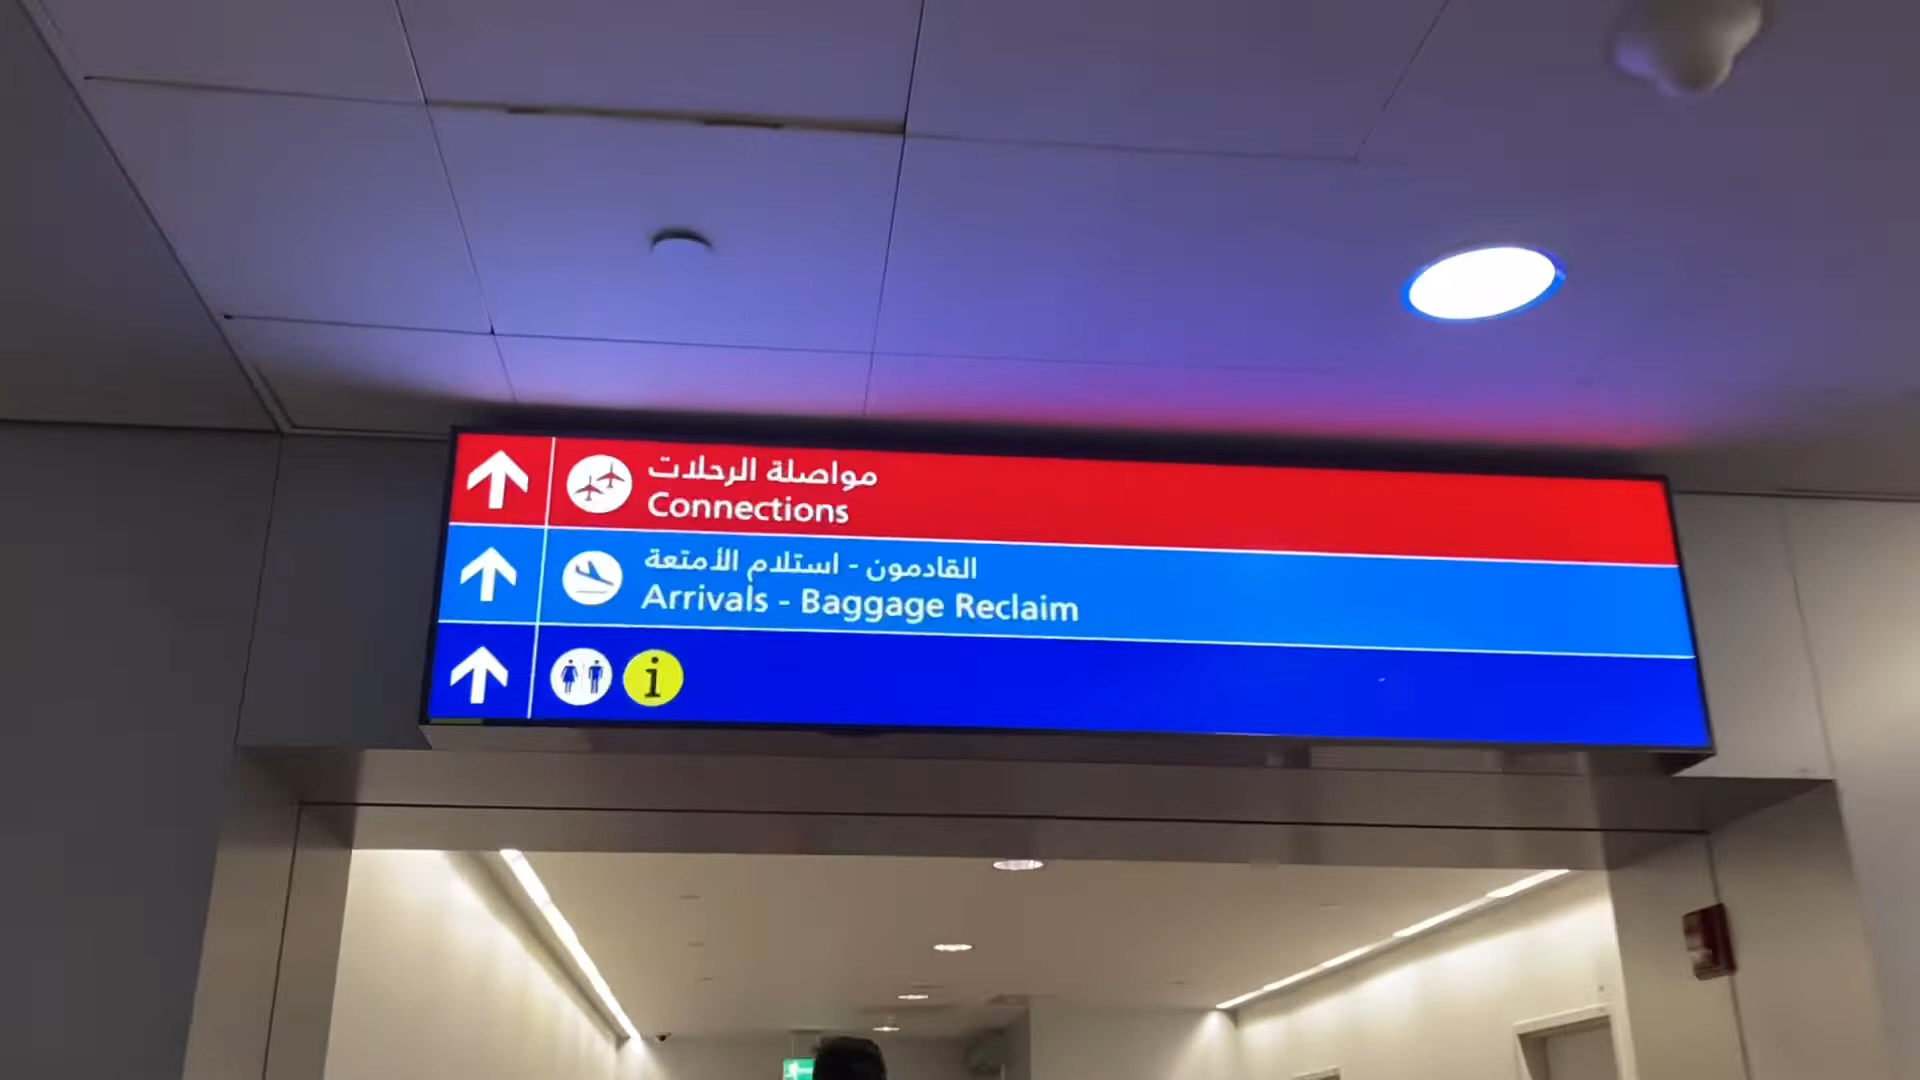 مواصلة الرحلات
Connections
القادمون - استلام الأمتعة
Arrivals - Baggage Reclaim
i